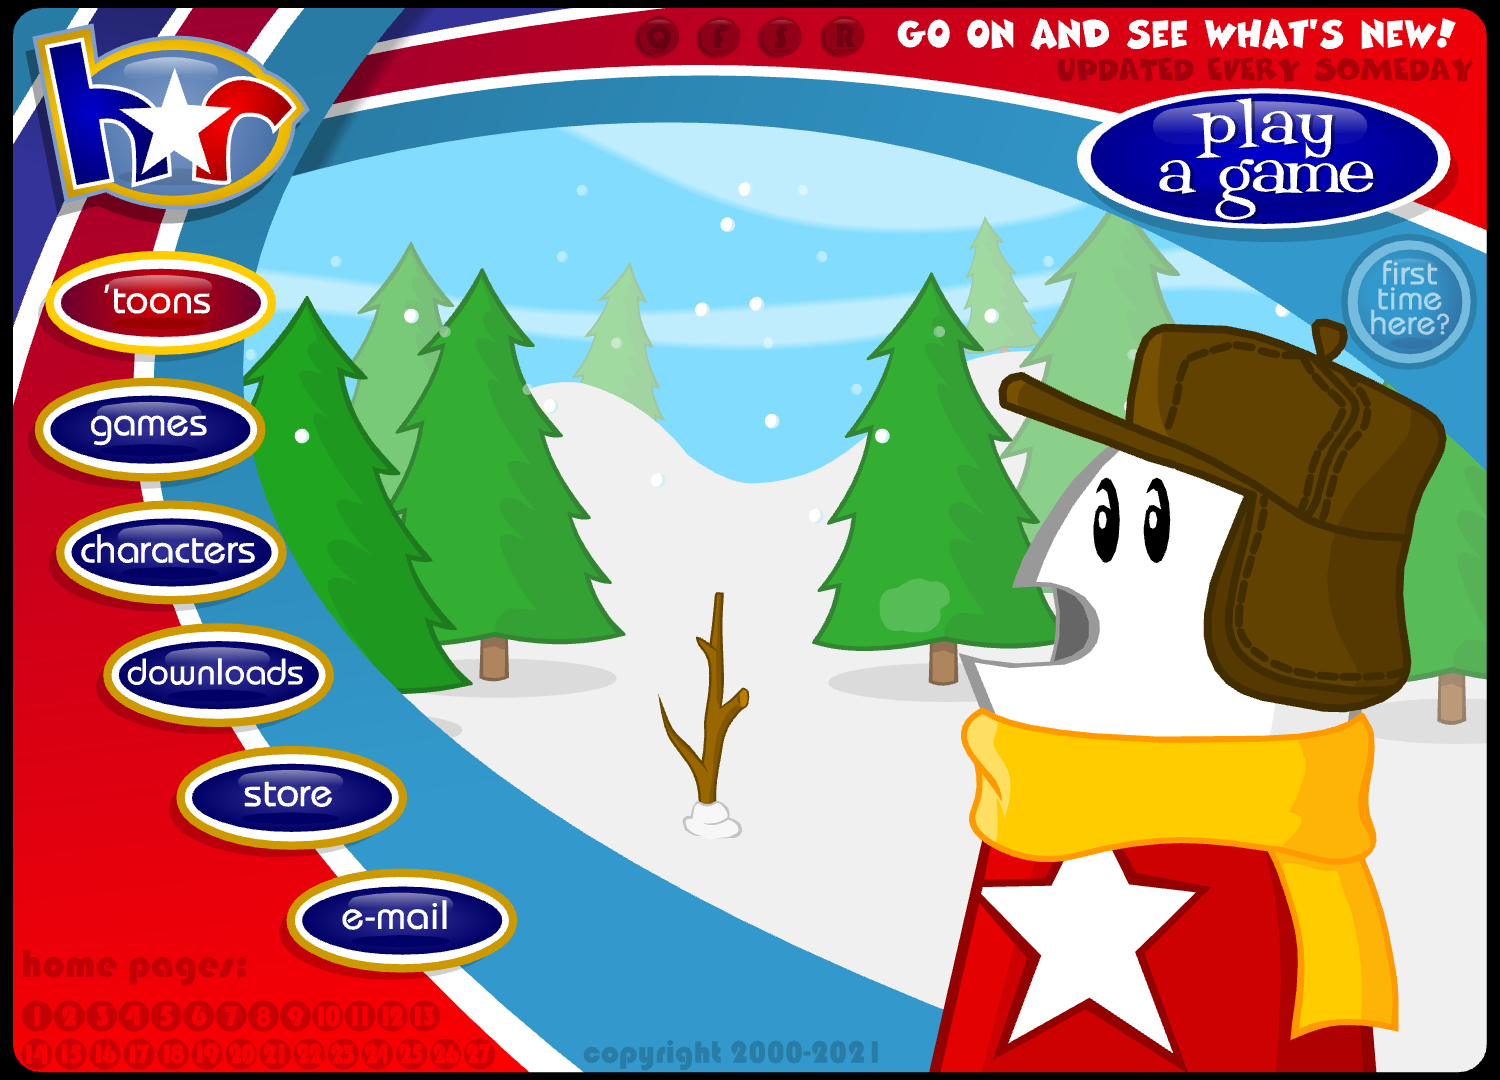 hr
Q F S R
GO ON AND SEE WHAT'S NEW!
UPDATED EVERY SOMEDAY
play
a game
first
time
here?
'toons
games
characters
downloads
store
e-mail
home pages:
1 2 3 4 5 6 7 8 9 10 11 12 13
14 15 16 17 18 19 20 21 22 23 24 25 26 27
copyright 2000-2021